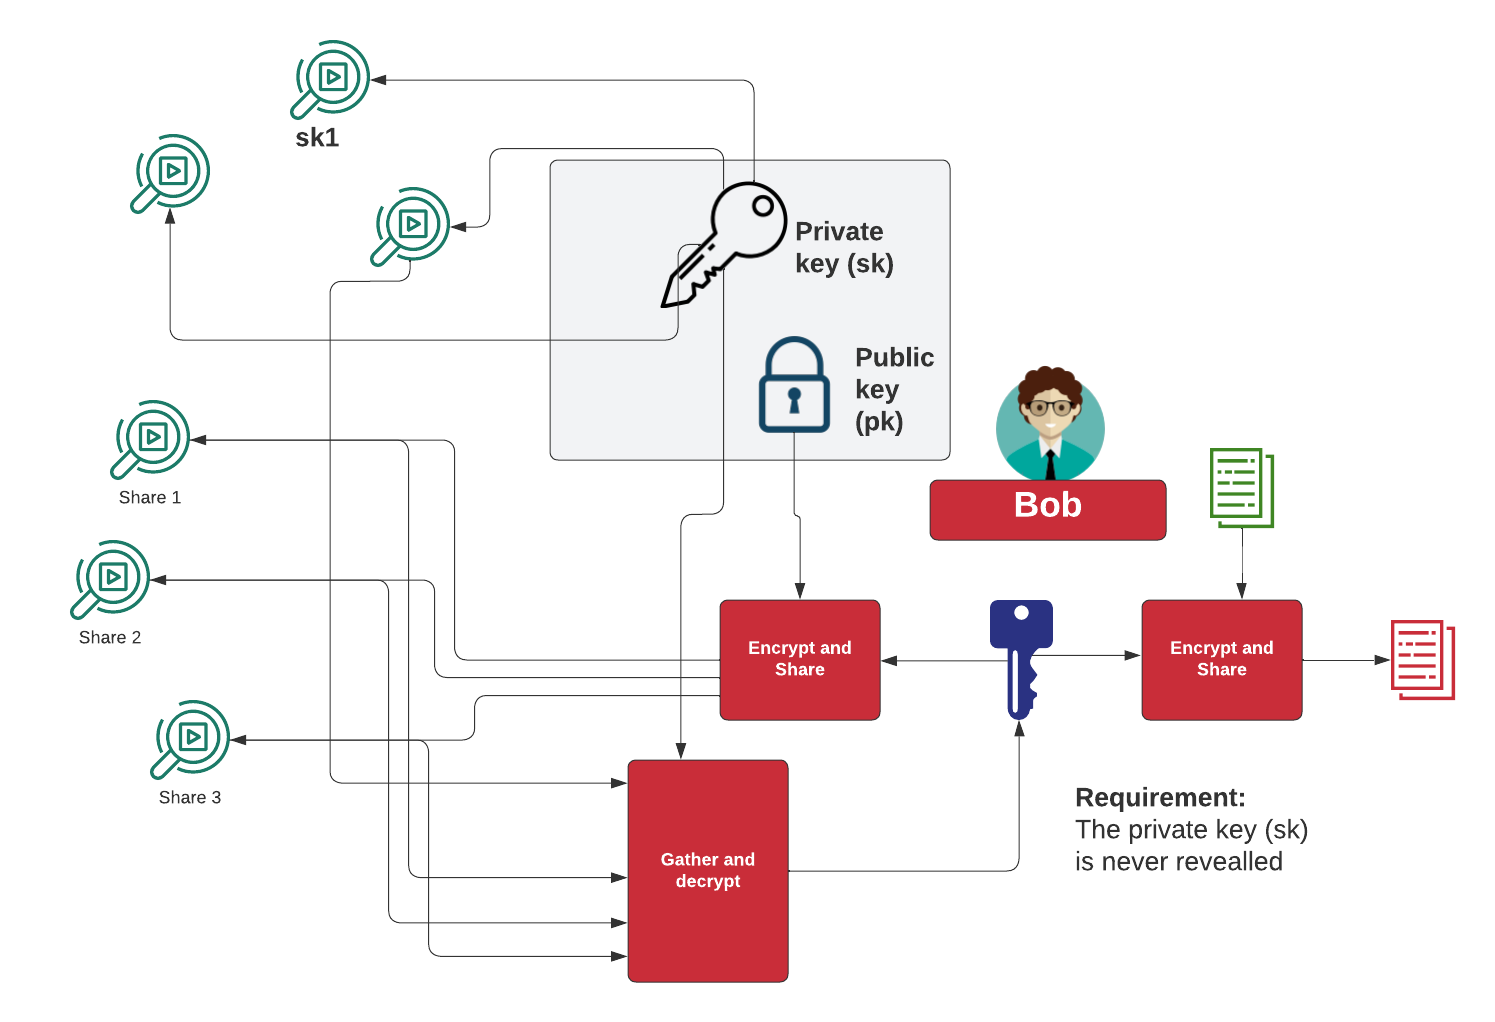 sk1
Private
key (sk)
Public
key
(pk)
Bob
Share 1
Share 2
Share 3
Encrypt and
Share
Encrypt and
Share
Gather and
decrypt
Requirement:
The private key (sk)
is never revealled